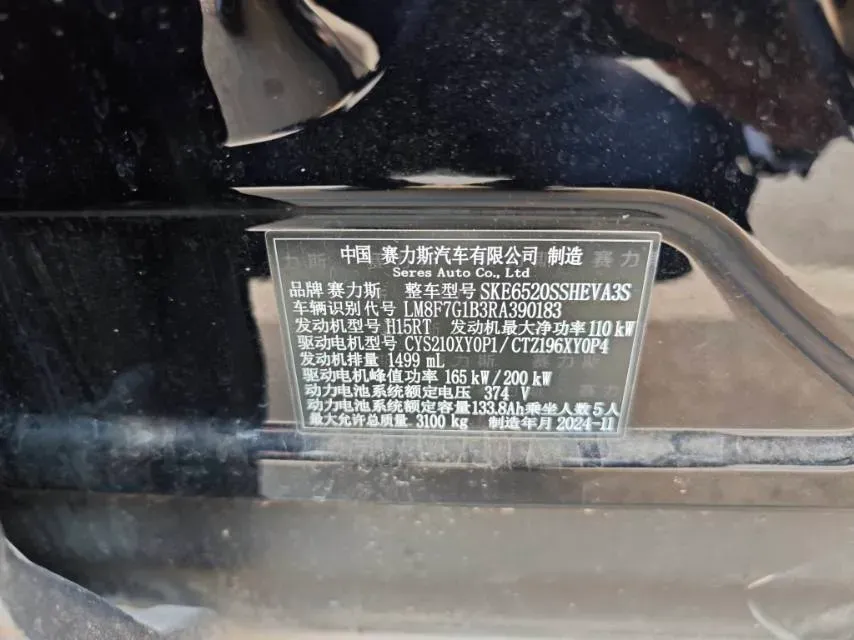 中国 赛力斯汽车有限公司 制造
Seres Auto Co., Ltd
品牌 赛力斯 整车型号 SKE6520SSHEVA3S
车辆识别代号 LM8F7G1B3RA390183
发动机型号 H15RT 发动机最大净功率 110 kW
驱动电机型号 CYS210XY0P1/CTZ196XY0P4
发动机排量 1499 mL
驱动电机峰值功率 165 kW/200 kW
动力电池系统额定电压 374 V
动力电池系统额定容量 133.8Ah 乘坐人数 5人
最大允许总质量 3100 kg 制造年月 2024-11